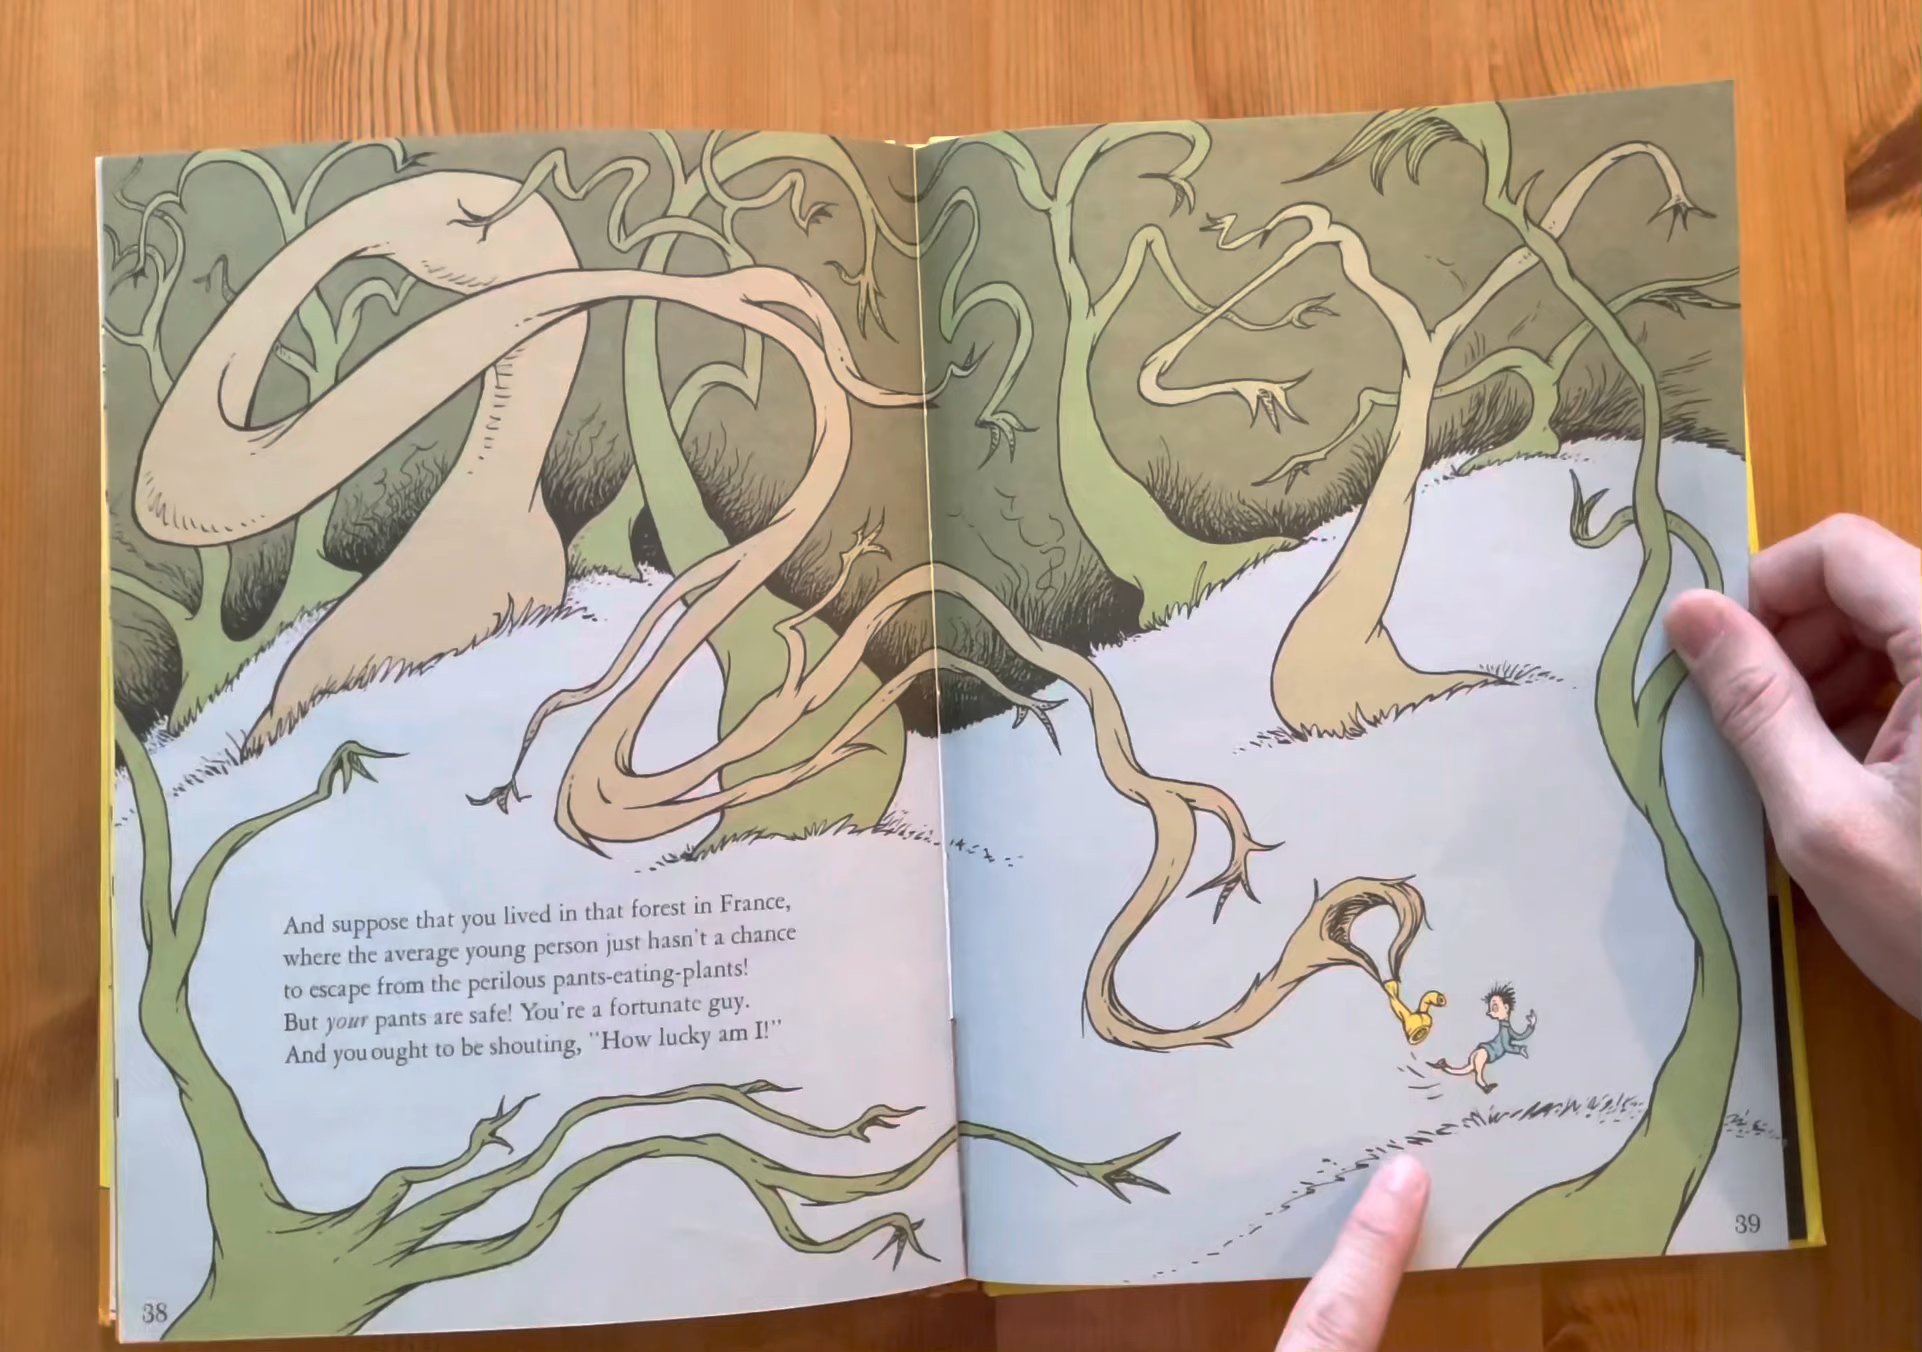 And suppose that you lived in that forest in France,
where the average young person just hasn't a chance
to escape from the perilous pants-eating-plants!
But your pants are safe! You're a fortunate guy.
And you ought to be shouting, "How lucky am I!"
38
39